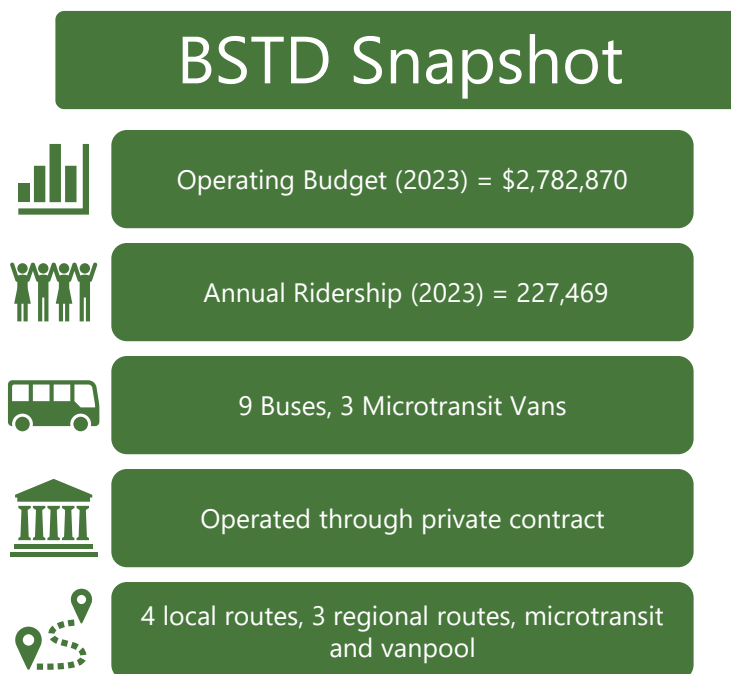 BSTD Snapshot
Operating Budget (2023) = $2,782,870
Annual Ridership (2023) = 227,469
9 Buses, 3 Microtransit Vans
Operated through private contract
4 local routes, 3 regional routes, microtransit
and vanpool